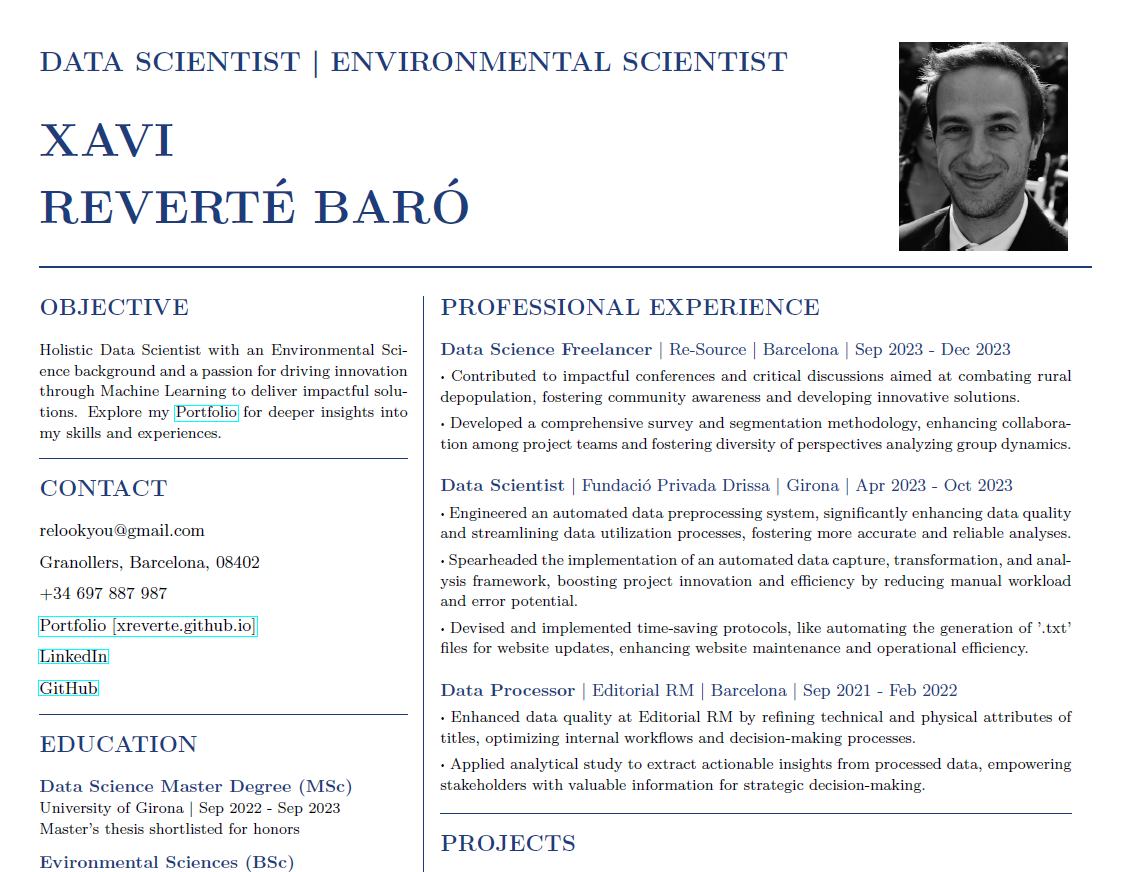 DATA SCIENTIST | ENVIRONMENTAL SCIENTIST
XAVI
REVERTÉ BARÓ
OBJECTIVE
Holistic Data Scientist with an Environmental Sci-
ence background and a passion for driving innovation
through Machine Learning to deliver impactful solu-
tions. Explore my Portfolio for deeper insights into
my skills and experiences.
CONTACT
relookyou@gmail.com
Granollers, Barcelona, 08402
+34 697 887 987
Portfolio [xreverte.github.io]
LinkedIn
GitHub
EDUCATION
Data Science Master Degree (MSc)
University of Girona | Sep 2022 - Sep 2023
Master's thesis shortlisted for honors
Evironmental Sciences (BSc)
PROFESSIONAL EXPERIENCE
Data Science Freelancer | Re-Source | Barcelona | Sep 2023 - Dec 2023
· Contributed to impactful conferences and critical discussions aimed at combating rural
depopulation, fostering community awareness and developing innovative solutions.
· Developed a comprehensive survey and segmentation methodology, enhancing collabora-
tion among project teams and fostering diversity of perspectives analyzing group dynamics.
Data Scientist | Fundació Privada Drissa | Girona | Apr 2023 - Oct 2023
· Engineered an automated data preprocessing system, significantly enhancing data quality
and streamlining data utilization processes, fostering more accurate and reliable analyses.
· Spearheaded the implementation of an automated data capture, transformation, and anal-
ysis framework, boosting project innovation and efficiency by reducing manual workload
and error potential.
· Devised and implemented time-saving protocols, like automating the generation of '.txt'
files for website updates, enhancing website maintenance and operational efficiency.
Data Processor | Editorial RM | Barcelona | Sep 2021 - Feb 2022
· Enhanced data quality at Editorial RM by refining technical and physical attributes of
titles, optimizing internal workflows and decision-making processes.
· Applied analytical study to extract actionable insights from processed data, empowering
stakeholders with valuable information for strategic decision-making.
PROJECTS